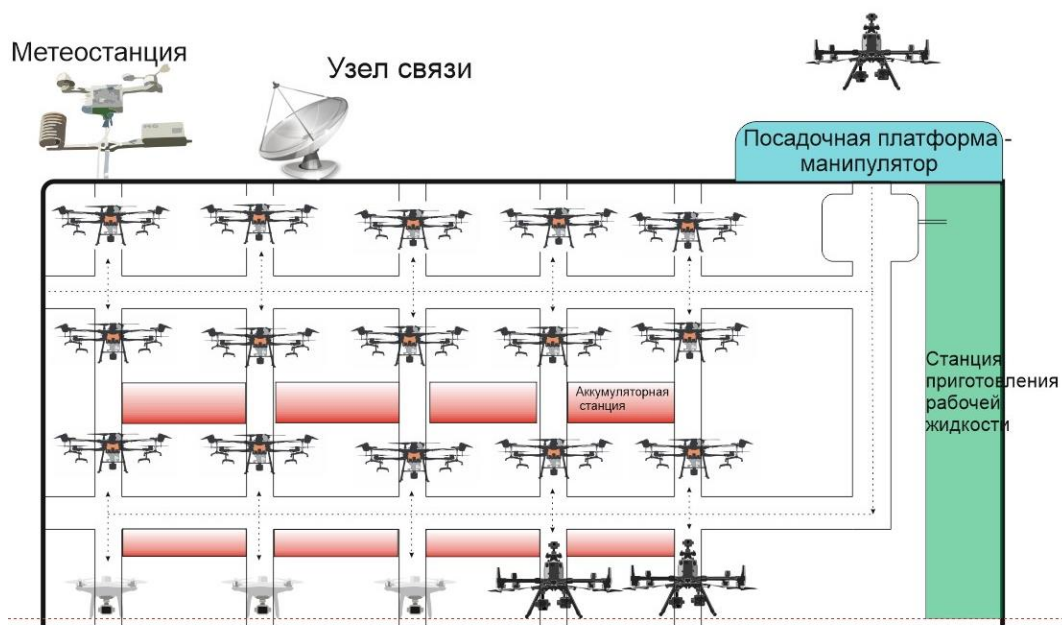 Метеостанция
Узел связи
Посадочная платформа -
манипулятор
Аккумуляторная
станция
Станция
приготовления
рабочей
жидкости